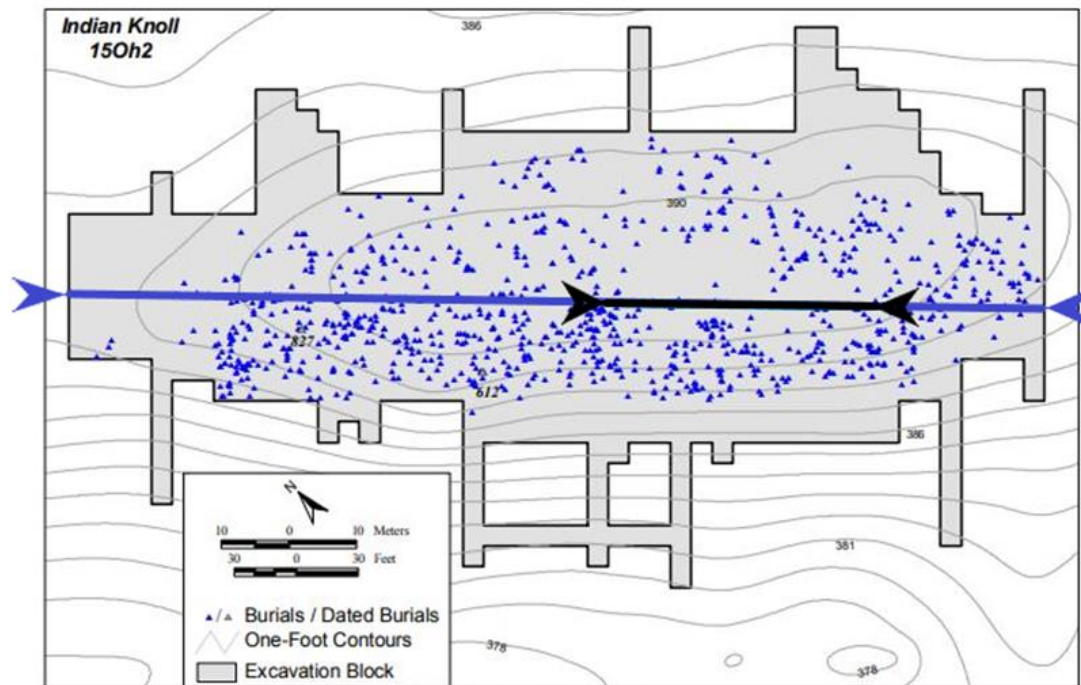 Indian Knoll
15Oh2
386
390
827
612
386
N
10 0 10 Meters
30 0 30 Feet
381
Burials / Dated Burials
One-Foot Contours
Excavation Block
378
378